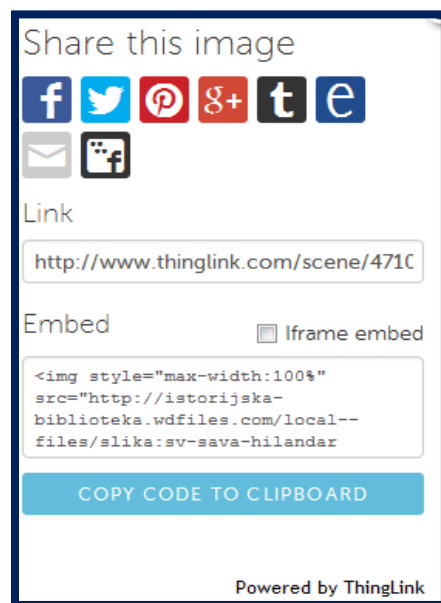 Share this image
f g+ t e
f
Link
http://www.thinglink.com/scene/471
Embed
Iframe embed
<img style="max-width:100%"
src="http://istorijska-
biblioteka.wdfiles.com/local--
files/slika:sv-sava-hilandar
COPY CODE TO CLIPBOARD
Powered by ThingLink